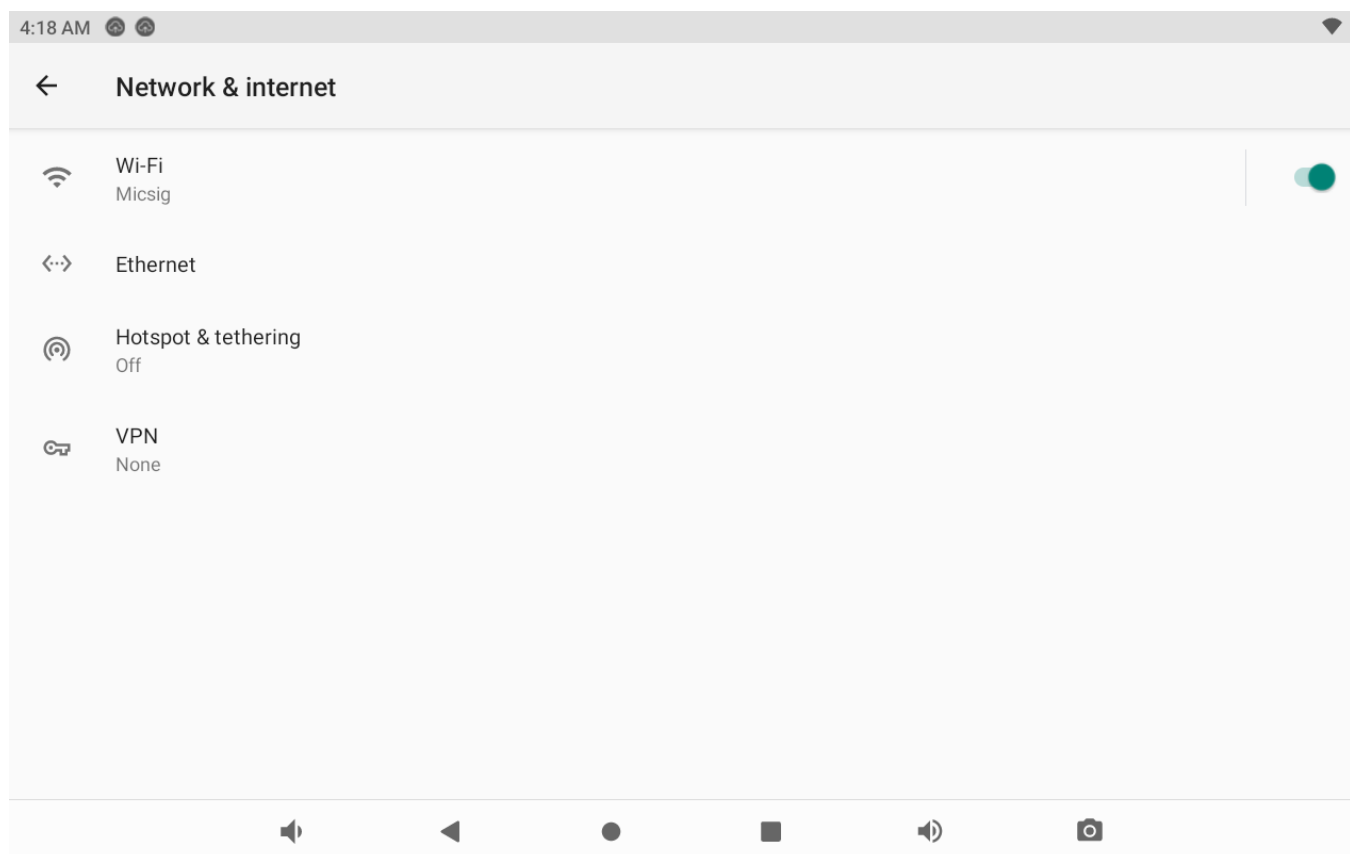 4:18 AM
Network & internet
Wi-Fi
Micsig
Ethernet
Hotspot & tethering
Off
VPN
None